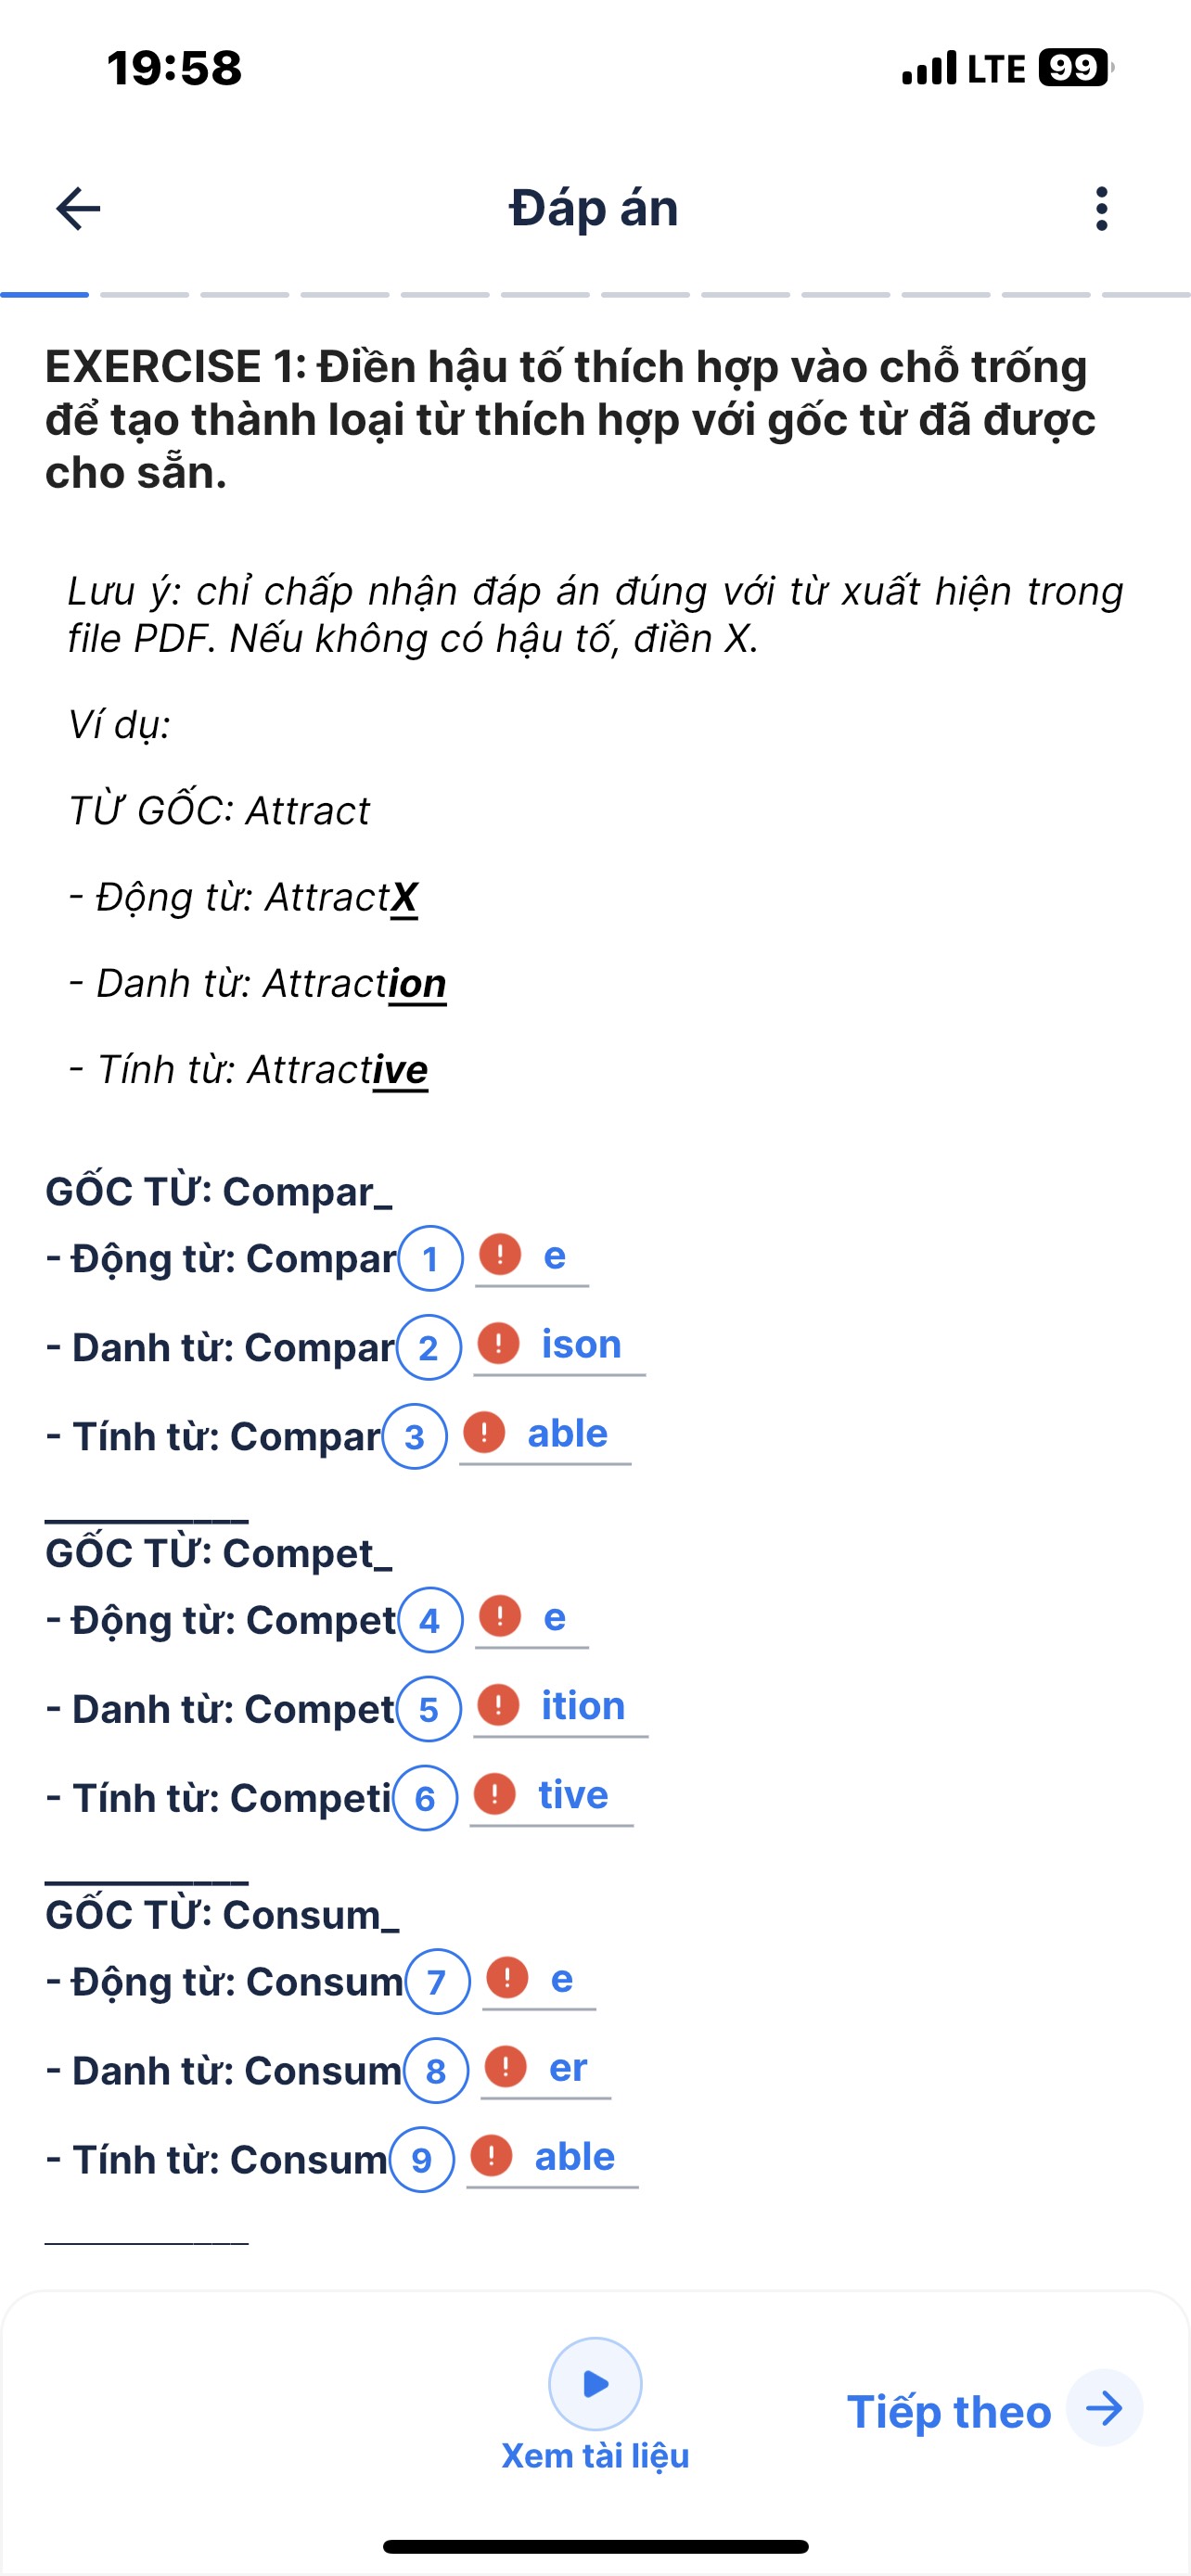 19:58
LTE 99
Đáp án
EXERCISE 1: Điền hậu tố thích hợp vào chỗ trống
để tạo thành loại từ thích hợp với gốc từ đã được
cho sẵn.
Lưu ý: chỉ chấp nhận đáp án đúng với từ xuất hiện trong
file PDF. Nếu không có hậu tố, điền X.
Ví dụ:
TỪ GỐC: Attract
- Động từ: AttractX
- Danh từ: Attraction
- Tính từ: Attractive
GỐC TỪ: Compar_
- Động từ: Compar 1 ! e
- Danh từ: Compar 2 ! ison
- Tính từ: Compar 3 ! able
___________
GỐC TỪ: Compet_
- Động từ: Compet 4 ! e
- Danh từ: Compet 5 ! ition
- Tính từ: Competi 6 ! tive
___________
GỐC TỪ: Consum_
- Động từ: Consum 7 ! e
- Danh từ: Consum 8 ! er
- Tính từ: Consum 9 ! able
___________
Xem tài liệu
Tiếp theo